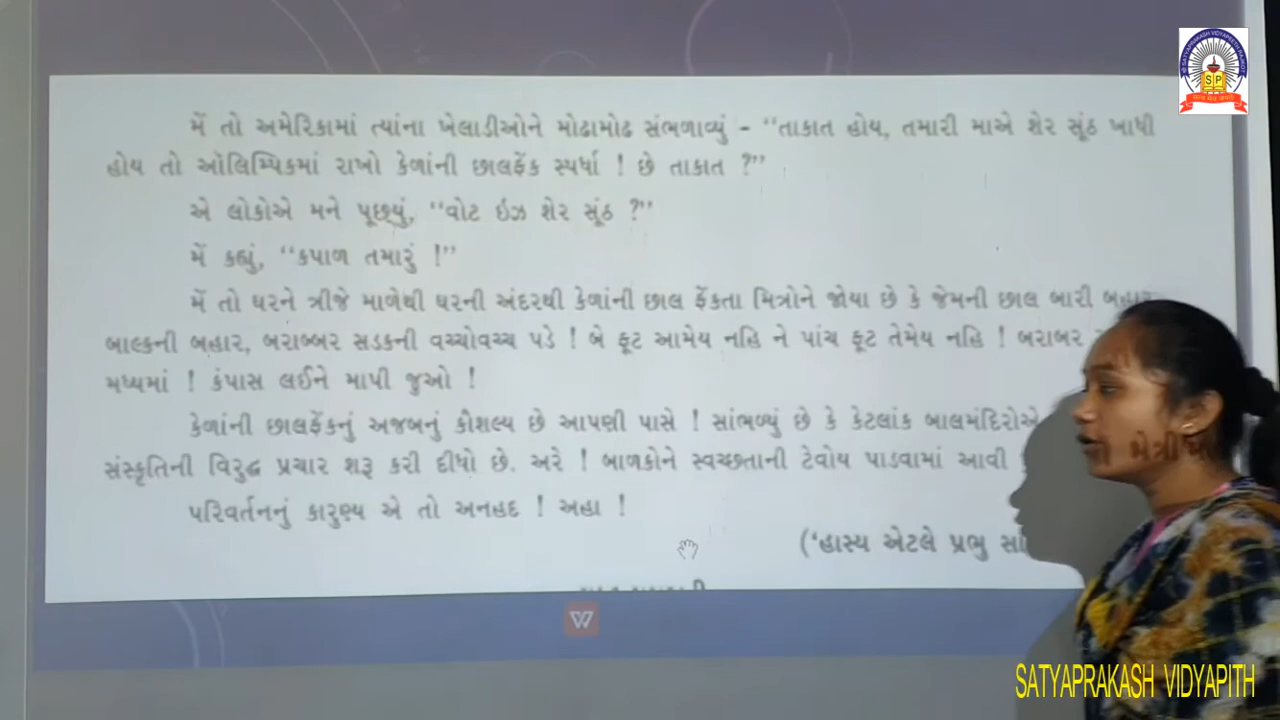 મેં તો અમેરિકામાં ત્યાંના ખેલાડીઓને મોઢામોઢ સંભળાવ્યું – “તાકાત હોય, તમારી માએ શેર સૂંઠ ખાધી
હોય તો ઑલિમ્પિકમાં રાખો કેળાંની છાલફેંક સ્પર્ધા ! છે તાકાત ?”
એ લોકોએ મને પૂછ્યું, “વોટ ઇઝ શેર સૂંઠ ?”
મેં કહ્યું, “કપાળ તમારું !”
મેં તો ઘરને ત્રીજે માળેથી ઘરની અંદરથી કેળાંની છાલ ફેંકતા મિત્રોને જોયા છે કે જેમની છાલ બારી બહાર
બાલ્કની બહાર, બરાબ્બર સડકની વચ્ચોવચ્ચ પડે ! બે ફૂટ આમેય નહિ ને પાંચ ફૂટ તેમેય નહિ ! બરાબર
મધ્યમાં ! કંપાસ લઈને માપી જુઓ !
કેળાંની છાલફેંકનું અજબનું કૌશલ્ય છે આપણી પાસે ! સાંભળ્યું છે કે કેટલાંક બાલમંદિરોએ
સંસ્કૃતિની વિરુદ્ધ પ્રચાર શરૂ કરી દીધો છે. અરે ! બાળકોને સ્વચ્છતાની ટેવોય પાડવામાં આવી
પરિવર્તનનું કારુણ્ય એ તો અનહદ ! અહા !
(‘હાસ્ય એટલે પ્રભુ
W
SP
SATYAPRAKASH VIDYAPITH